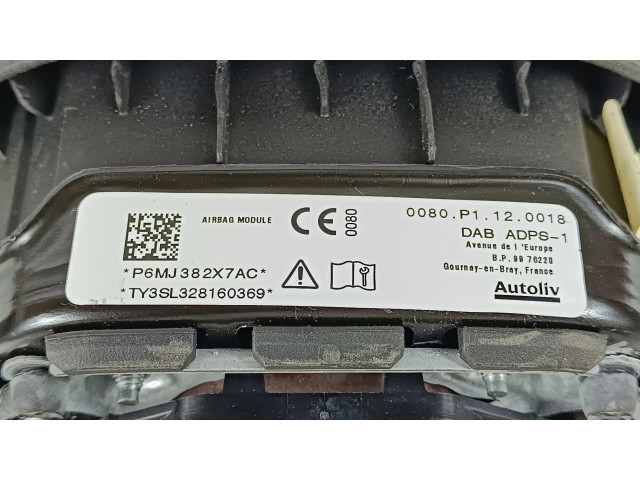 AIRBAG MODULE
CE 0080
0080.P1.12.0018
DAB ADPS-1
Avenue de l'Europe
B.P. 99 76220
Gournay-en-Bray, France
Autoliv
*P6MJ382X7AC*
*TY3SL328160369*